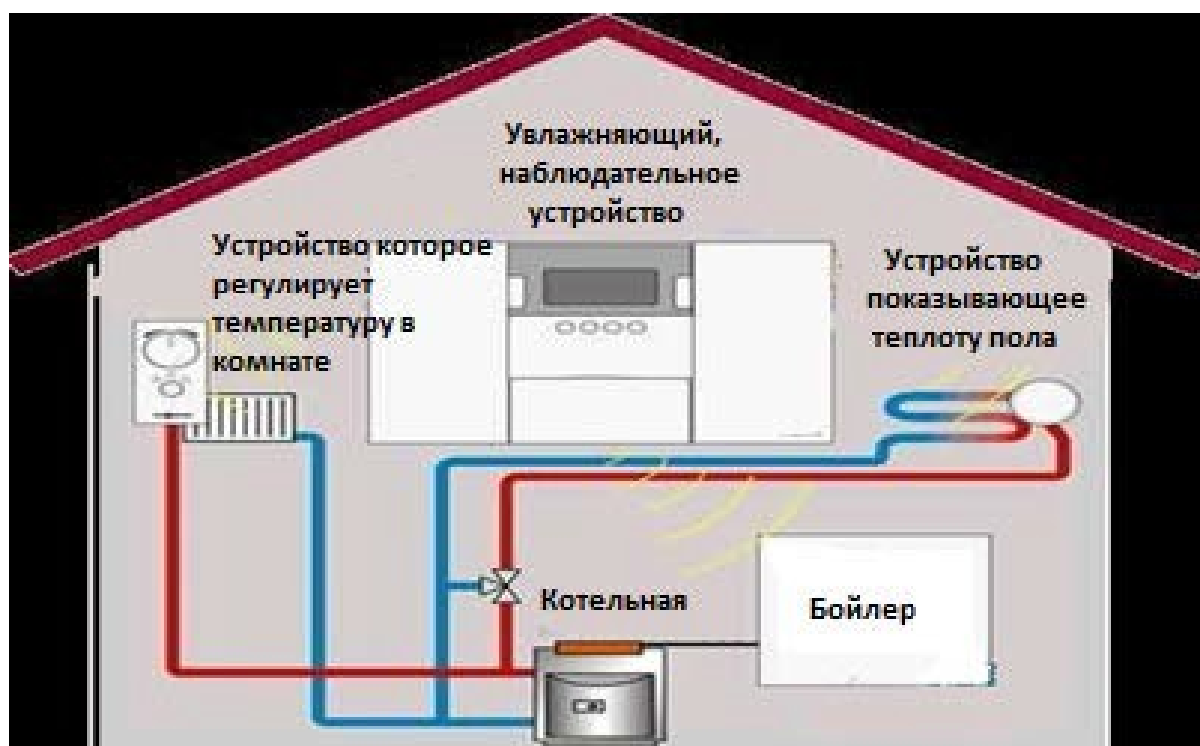 Увлажняющий,
наблюдательное
устройство
Устройство которое
регулирует
температуру в
комнате
Устройство
показывающее
теплоту пола
Котельная
Бойлер